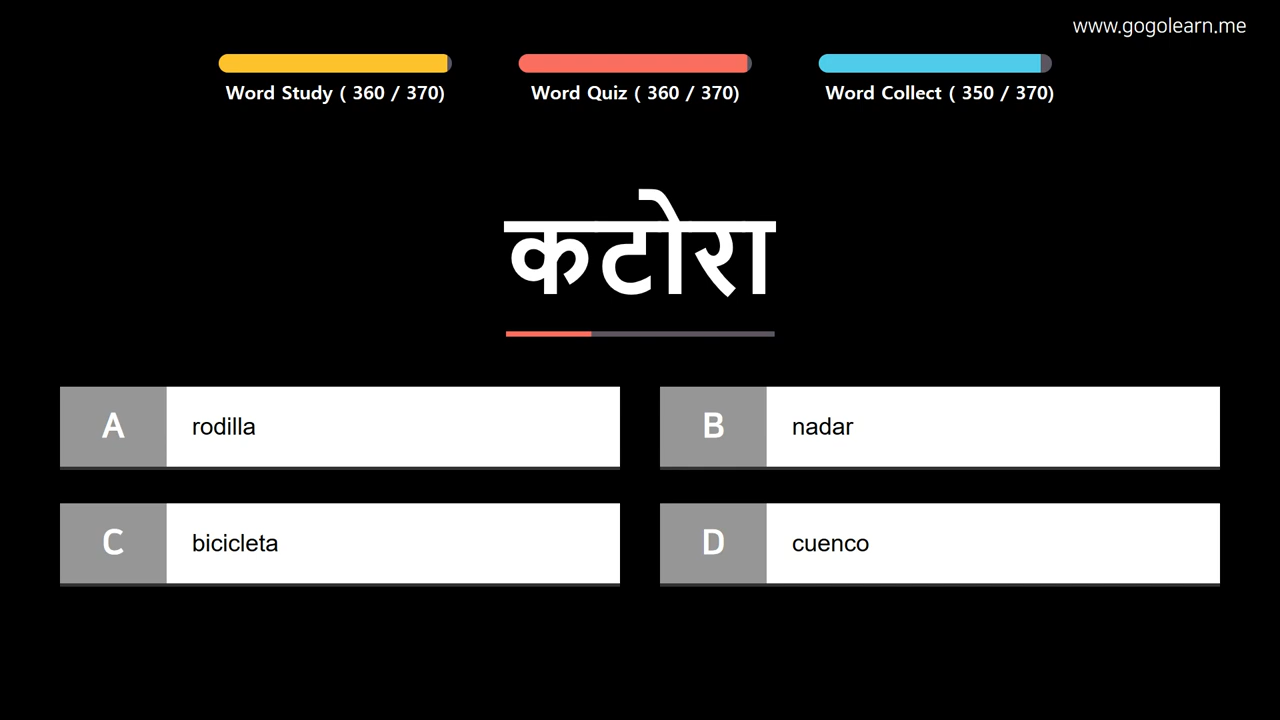 www.gogolearn.me
Word Study ( 360 / 370)
Word Quiz ( 360 / 370)
Word Collect ( 350 / 370)
कटोरा
A rodilla
B nadar
C bicicleta
D cuenco